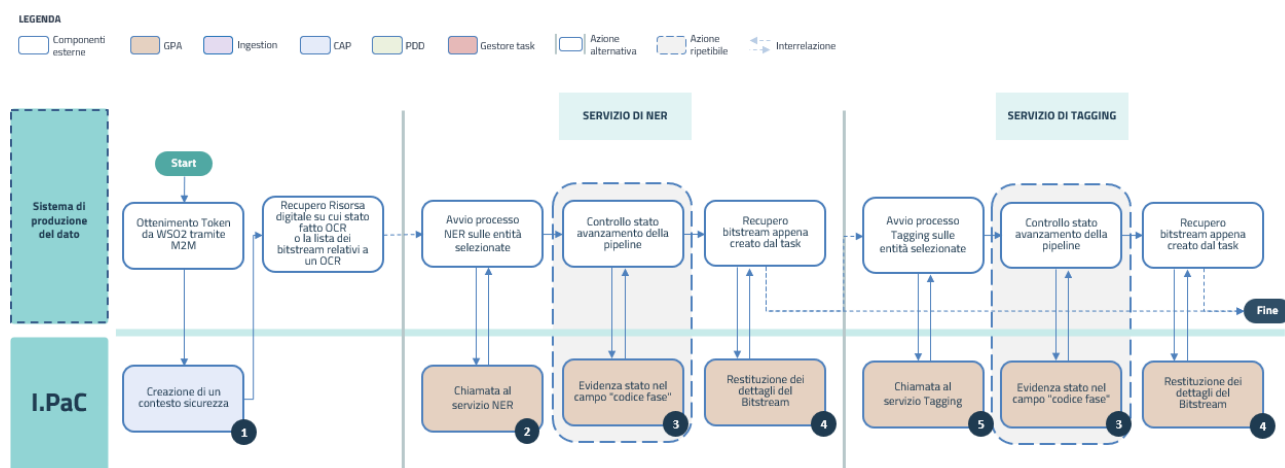 LEGENDA
Componenti
esterne
GPA
Ingestion
CAP
PDD
Gestore task
Azione
alternativa
Azione
ripetibile
Interrelazione
SERVIZIO DI NER
SERVIZIO DI TAGGING
Sistema di
produzione
del dato
Start
Ottenimento Token
da WSO2 tramite
M2M
Recupero Risorsa
digitale su cui stato
fatto OCR
o la lista dei
bitstream relativi a
un OCR
Avvio processo
NER sulle entità
selezionate
Controllo stato
avanzamento della
pipeline
Recupero
bitstream appena
creato dal task
Avvio processo
Tagging sulle
entità selezionate
Controllo stato
avanzamento della
pipeline
Recupero
bitstream appena
creato dal task
Fine
I.PaC
Creazione di un
contesto sicurezza
1
Chiamata al
servizio NER
2
Evidenza stato nel
campo "codice fase"
3
Restituzione dei
dettagli del
Bitstream
4
Chiamata al
servizio Tagging
5
Evidenza stato nel
campo "codice fase"
3
Restituzione dei
dettagli del
Bitstream
4